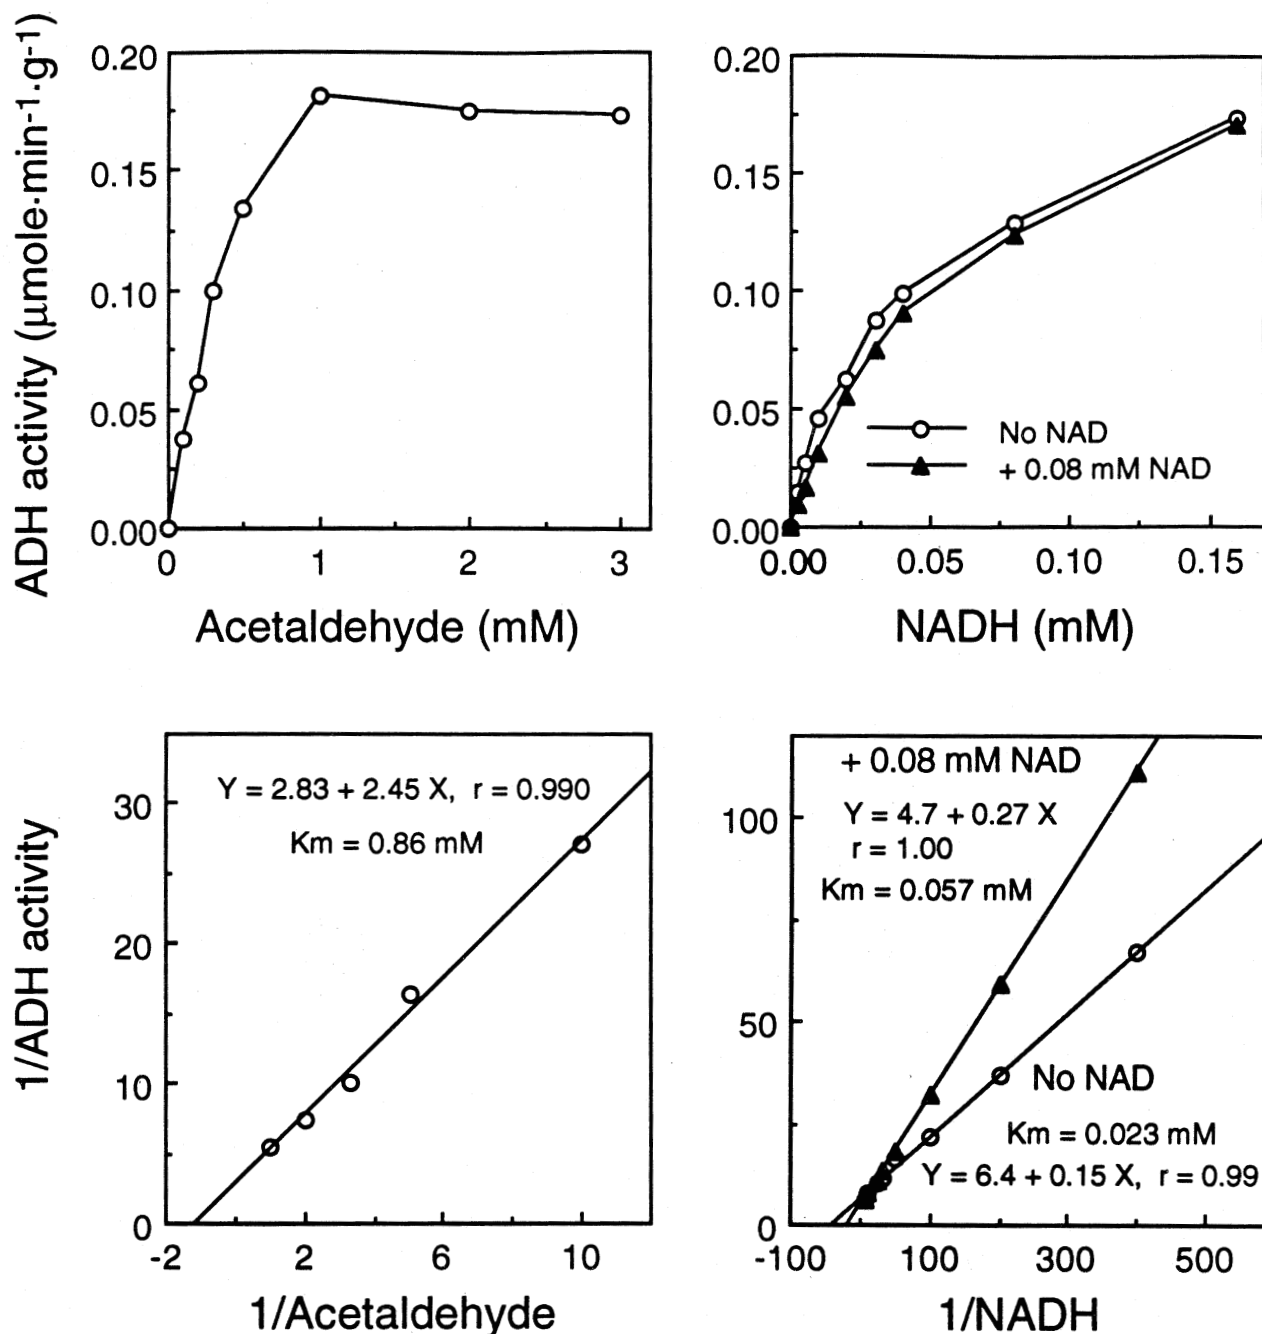 ADH activity (μmole·min-1·g-1)
0.20
0.15
0.10
0.05
0.00
0
1
2
3
Acetaldehyde (mM)
0.20
0.15
0.10
0.05
0.00
No NAD
+ 0.08 mM NAD
0.00
0.05
0.10
0.15
NADH (mM)
1/ADH activity
30
20
10
0
Y = 2.83 + 2.45 X, r = 0.990
Km = 0.86 mM
-2
2
6
10
1/Acetaldehyde
100
50
0
+ 0.08 mM NAD
Y = 4.7 + 0.27 X
r = 1.00
Km = 0.057 mM
No NAD
Km = 0.023 mM
Y = 6.4 + 0.15 X, r = 0.99
-100
100
300
500
1/NADH